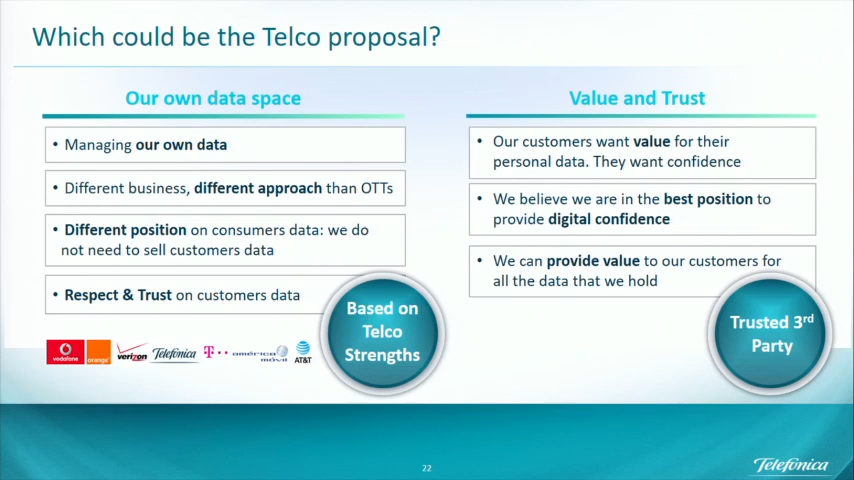 Which could be the Telco proposal?
Our own data space
• Managing our own data
• Different business, different approach than OTTs
• Different position on consumers data: we do
not need to sell customers data
• Respect & Trust on customers data
Based on
Telco
Strengths
vodafone
orange
verizon
Telefónica
T··
américa
móvil
AT&T
Value and Trust
• Our customers want value for their
personal data. They want confidence
• We believe we are in the best position to
provide digital confidence
• We can provide value to our customers for
all the data that we hold
Trusted 3rd
Party
22
Telefónica